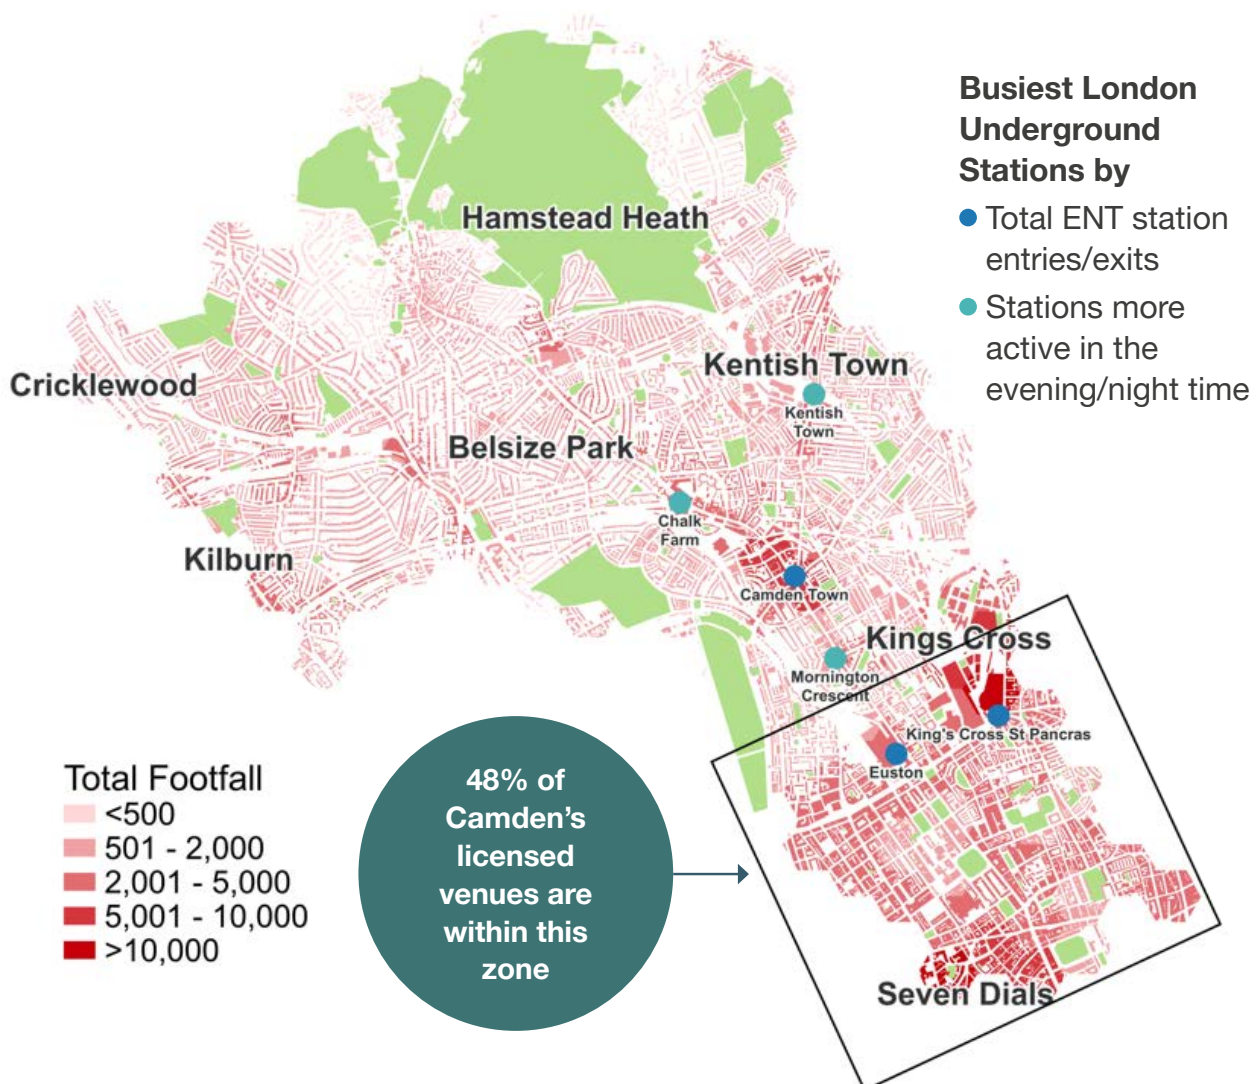 Busiest London
Underground
Stations by
Total ENT station
entries/exits
Stations more
active in the
evening/night time
Hamstead Heath
Cricklewood
Kentish Town
Kentish
Town
Belsize Park
Chalk
Farm
Kilburn
Camden Town
Kings Cross
Mornington
Crescent
King's Cross St Pancras
Euston
Total Footfall
<500
501 - 2,000
2,001 - 5,000
5,001 - 10,000
>10,000
48% of
Camden’s
licensed
venues are
within this
zone
Seven Dials